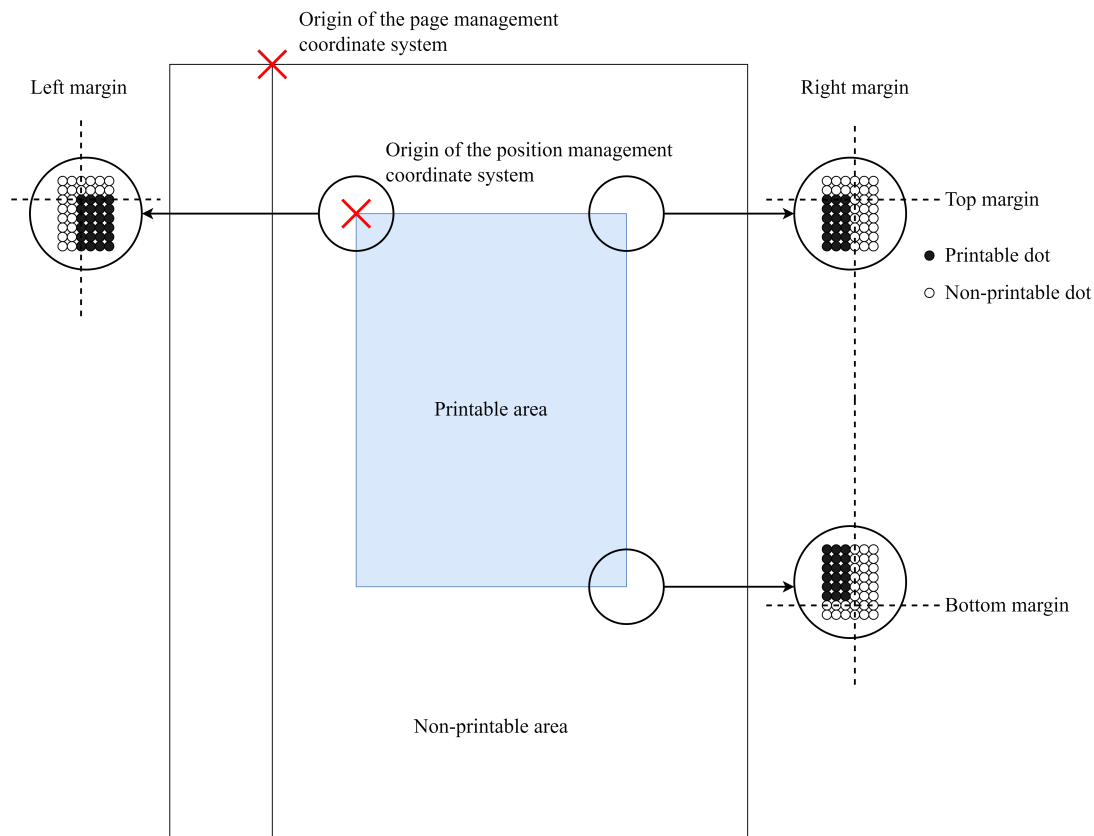 Origin of the page management
coordinate system
Left margin
Right margin
Origin of the position management
coordinate system
Top margin
Printable dot
Non-printable dot
Printable area
Bottom margin
Non-printable area